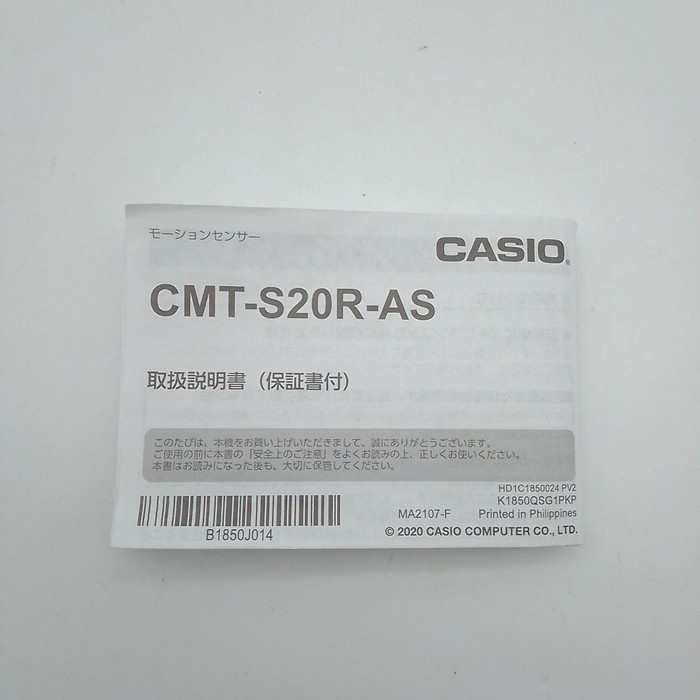 モーションセンサー
CASIO®
CMT-S20R-AS
取扱説明書（保証書付）
このたびは、本機をお買い上げいただきまして、誠にありがとうございます。
ご使用の前に本書の「安全上のご注意」をよくお読みの上、正しくお使いください。
本書はお読みになった後も、大切に保管してください。
HD1C1850024 PV2
K1850QSG1PKP
MA2107-F Printed in Philippines
B1850J014
© 2020 CASIO COMPUTER CO., LTD.